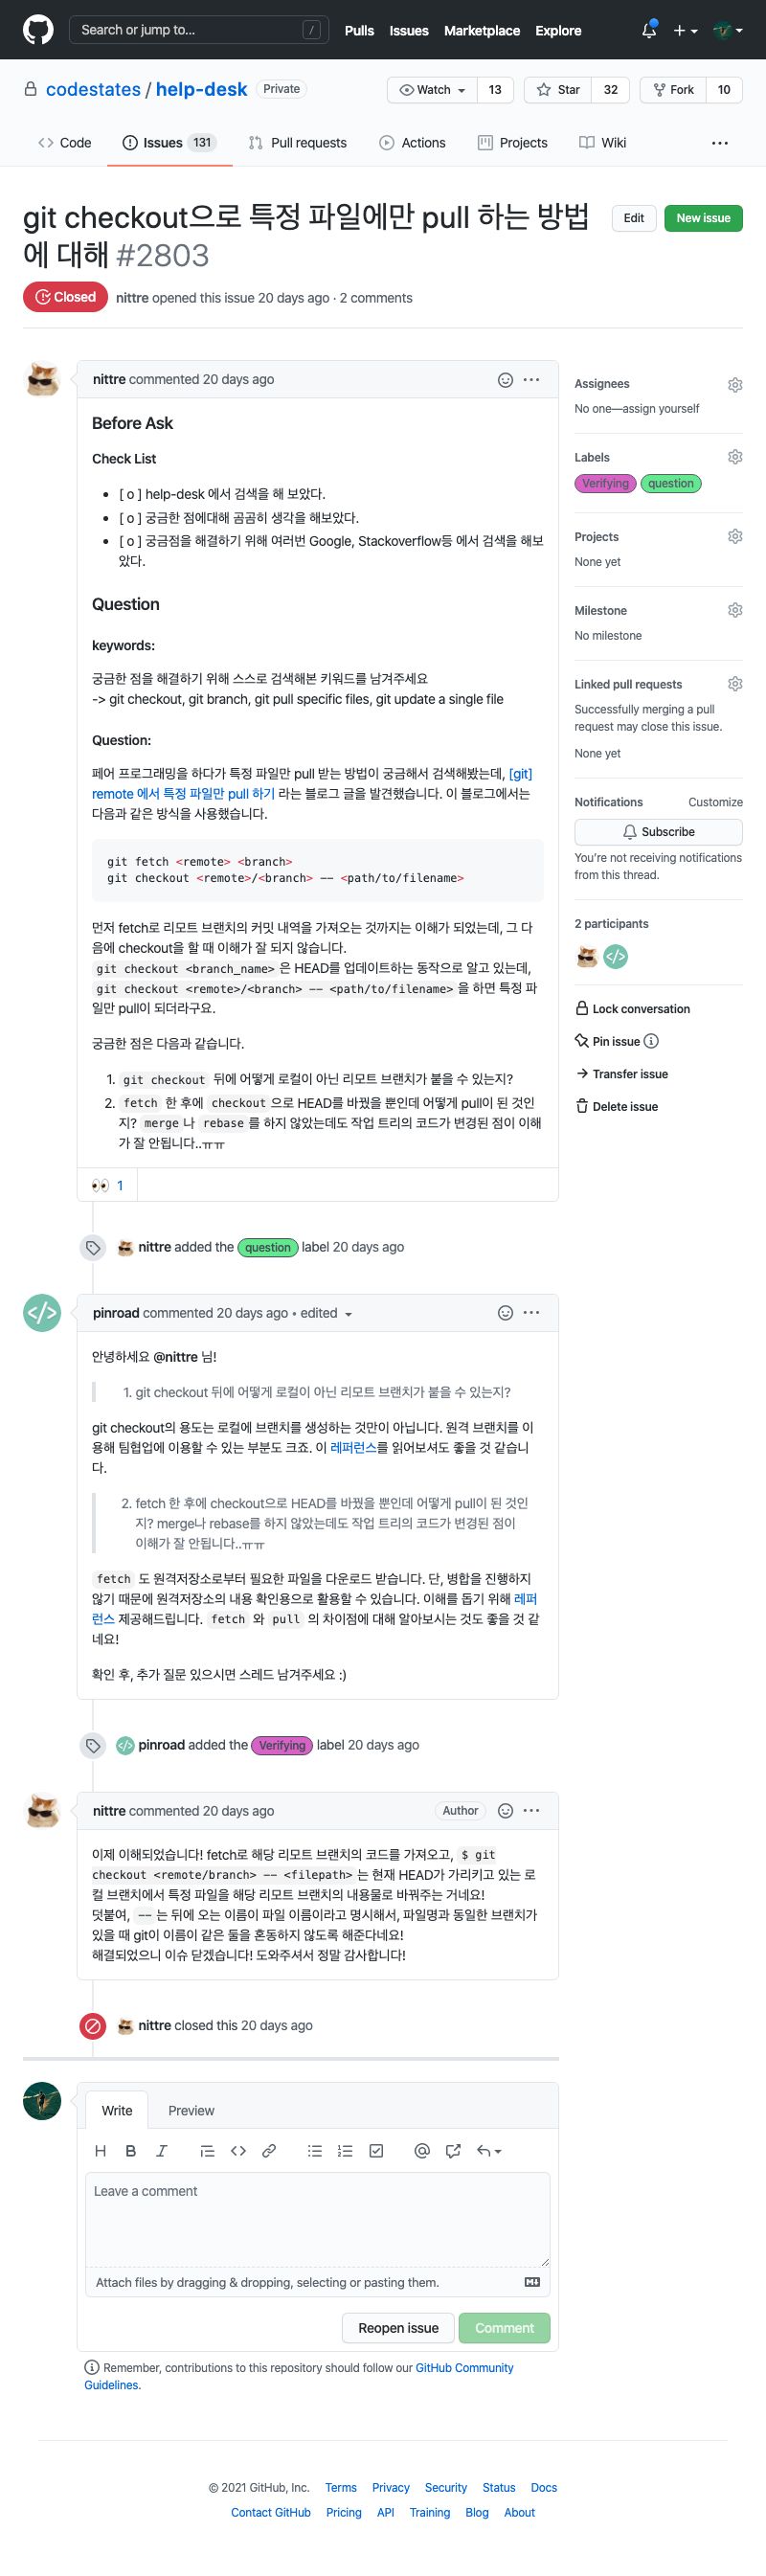 Search or jump to... /
Pulls Issues Marketplace Explore
codestates / help-desk Private
Watch 13 Star 32 Fork 10
Code Issues 131 Pull requests Actions Projects Wiki
git checkout으로 특정 파일에만 pull 하는 방법
에 대해 #2803
Edit New issue
Closed nittre opened this issue 20 days ago · 2 comments
nittre commented 20 days ago
Before Ask
Check List
• [ o ] help-desk 에서 검색을 해 보았다.
• [ o ] 궁금한 점에대해 곰곰히 생각을 해보았다.
• [ o ] 궁금점을 해결하기 위해 여러번 Google, Stackoverflow등 에서 검색을 해보
았다.
Question
keywords:
궁금한 점을 해결하기 위해 스스로 검색해본 키워드를 남겨주세요
-> git checkout, git branch, git pull specific files, git update a single file
Question:
페어 프로그래밍을 하다가 특정 파일만 pull 받는 방법이 궁금해서 검색해봤는데, [git]
remote 에서 특정 파일만 pull 하기 라는 블로그 글을 발견했습니다. 이 블로그에서는
다음과 같은 방식을 사용했습니다.
git fetch <remote> <branch>
git checkout <remote>/<branch> -- <path/to/filename>
먼저 fetch로 리모트 브랜치의 커밋 내역을 가져오는 것까지는 이해가 되었는데, 그 다
음에 checkout을 할 때 이해가 잘 되지 않습니다.
git checkout <branch_name> 은 HEAD를 업데이트하는 동작으로 알고 있는데,
git checkout <remote>/<branch> -- <path/to/filename> 을 하면 특정 파
일만 pull이 되더라구요.
궁금한 점은 다음과 같습니다.
1. git checkout 뒤에 어떻게 로컬이 아닌 리모트 브랜치가 붙을 수 있는지?
2. fetch 한 후에 checkout 으로 HEAD를 바꿨을 뿐인데 어떻게 pull이 된 것인
지? merge 나 rebase 를 하지 않았는데도 작업 트리의 코드가 변경된 점이 이해
가 잘 안됩니다..ㅠㅠ
👀 1
nittre added the question label 20 days ago
pinroad commented 20 days ago • edited
안녕하세요 @nittre 님!
1. git checkout 뒤에 어떻게 로컬이 아닌 리모트 브랜치가 붙을 수 있는지?
git checkout의 용도는 로컬에 브랜치를 생성하는 것만이 아닙니다. 원격 브랜치를 이
용해 팀협업에 이용할 수 있는 부분도 크죠. 이 레퍼런스를 읽어보셔도 좋을 것 같습니
다.
2. fetch 한 후에 checkout으로 HEAD를 바꿨을 뿐인데 어떻게 pull이 된 것인
지? merge나 rebase를 하지 않았는데도 작업 트리의 코드가 변경된 점이
이해가 잘 안됩니다..ㅠㅠ
fetch 도 원격저장소로부터 필요한 파일을 다운로드 받습니다. 단, 병합을 진행하지
않기 때문에 원격저장소의 내용 확인용으로 활용할 수 있습니다. 이해를 돕기 위해 레퍼
런스 제공해드립니다. fetch 와 pull 의 차이점에 대해 알아보시는 것도 좋을 것 같
네요!
확인 후, 추가 질문 있으시면 스레드 남겨주세요 :)
pinroad added the Verifying label 20 days ago
nittre commented 20 days ago Author
이제 이해되었습니다! fetch로 해당 리모트 브랜치의 코드를 가져오고, $ git
checkout <remote/branch> -- <filepath> 는 현재 HEAD가 가리키고 있는 로
컬 브랜치에서 특정 파일을 해당 리모트 브랜치의 내용물로 바꿔주는 거네요!
덧붙여, -- 는 뒤에 오는 이름이 파일 이름이라고 명시해서, 파일명과 동일한 브랜치가
있을 때 git이 이름이 같은 둘을 혼동하지 않도록 해준다네요!
해결되었으니 이슈 닫겠습니다! 도와주셔서 정말 감사합니다!
nittre closed this 20 days ago
Write Preview
Leave a comment
Attach files by dragging & dropping, selecting or pasting them.
Reopen issue Comment
Remember, contributions to this repository should follow our GitHub Community
Guidelines.
Assignees
No one—assign yourself
Labels
Verifying question
Projects
None yet
Milestone
No milestone
Linked pull requests
Successfully merging a pull
request may close this issue.
None yet
Notifications Customize
Subscribe
You're not receiving notifications
from this thread.
2 participants
Lock conversation
Pin issue
Transfer issue
Delete issue
© 2021 GitHub, Inc. Terms Privacy Security Status Docs
Contact GitHub Pricing API Training Blog About